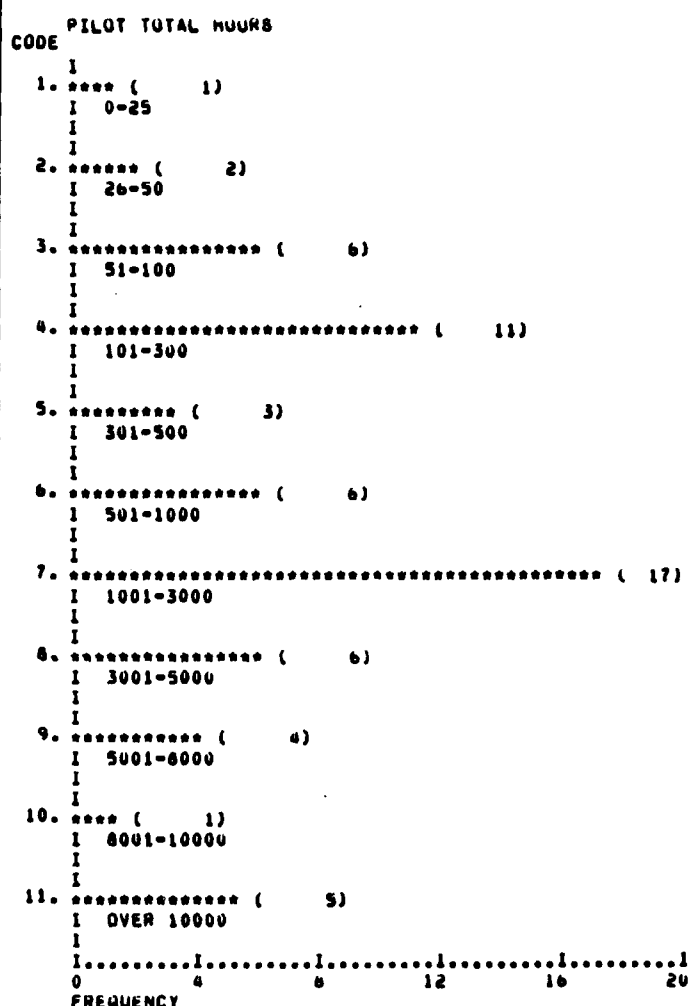 PILOT TOTAL HOURS
CODE
I
1. **** ( 1)
I 0-25
I
I
2. ****** ( 2)
I 26-50
I
I
3. **************** ( 6)
I 51-100
I
I
4. ***************************** ( 11)
I 101-300
I
I
5. ********* ( 3)
I 301-500
I
I
6. **************** ( 6)
I 501-1000
I
I
7. ******************************************** ( 17)
I 1001-3000
I
I
8. **************** ( 6)
I 3001-5000
I
I
9. *********** ( 4)
I 5001-8000
I
I
10. **** ( 1)
I 8001-10000
I
I
11. ************** ( 5)
I OVER 10000
I
I.........I.........I.........I.........I.........I
0 4 8 12 16 20
FREQUENCY